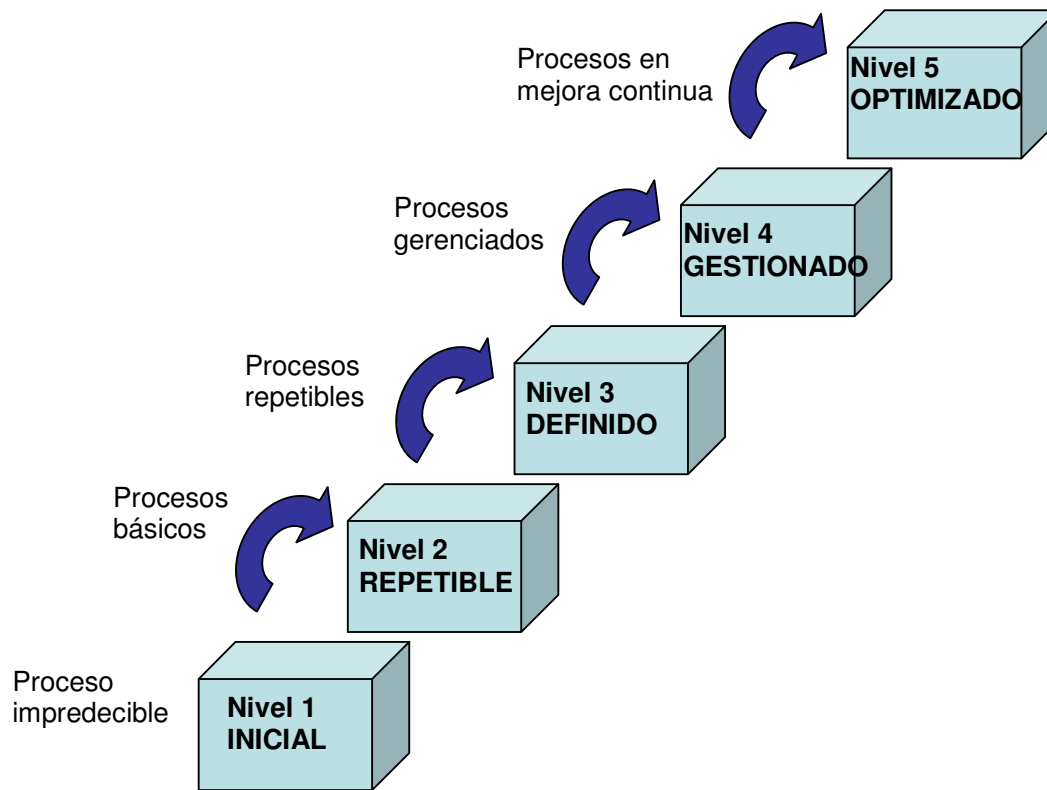 Procesos en
mejora continua
Nivel 5
OPTIMIZADO
Procesos
gerenciados
Nivel 4
GESTIONADO
Procesos
repetibles
Nivel 3
DEFINIDO
Procesos
básicos
Nivel 2
REPETIBLE
Proceso
impredecible
Nivel 1
INICIAL